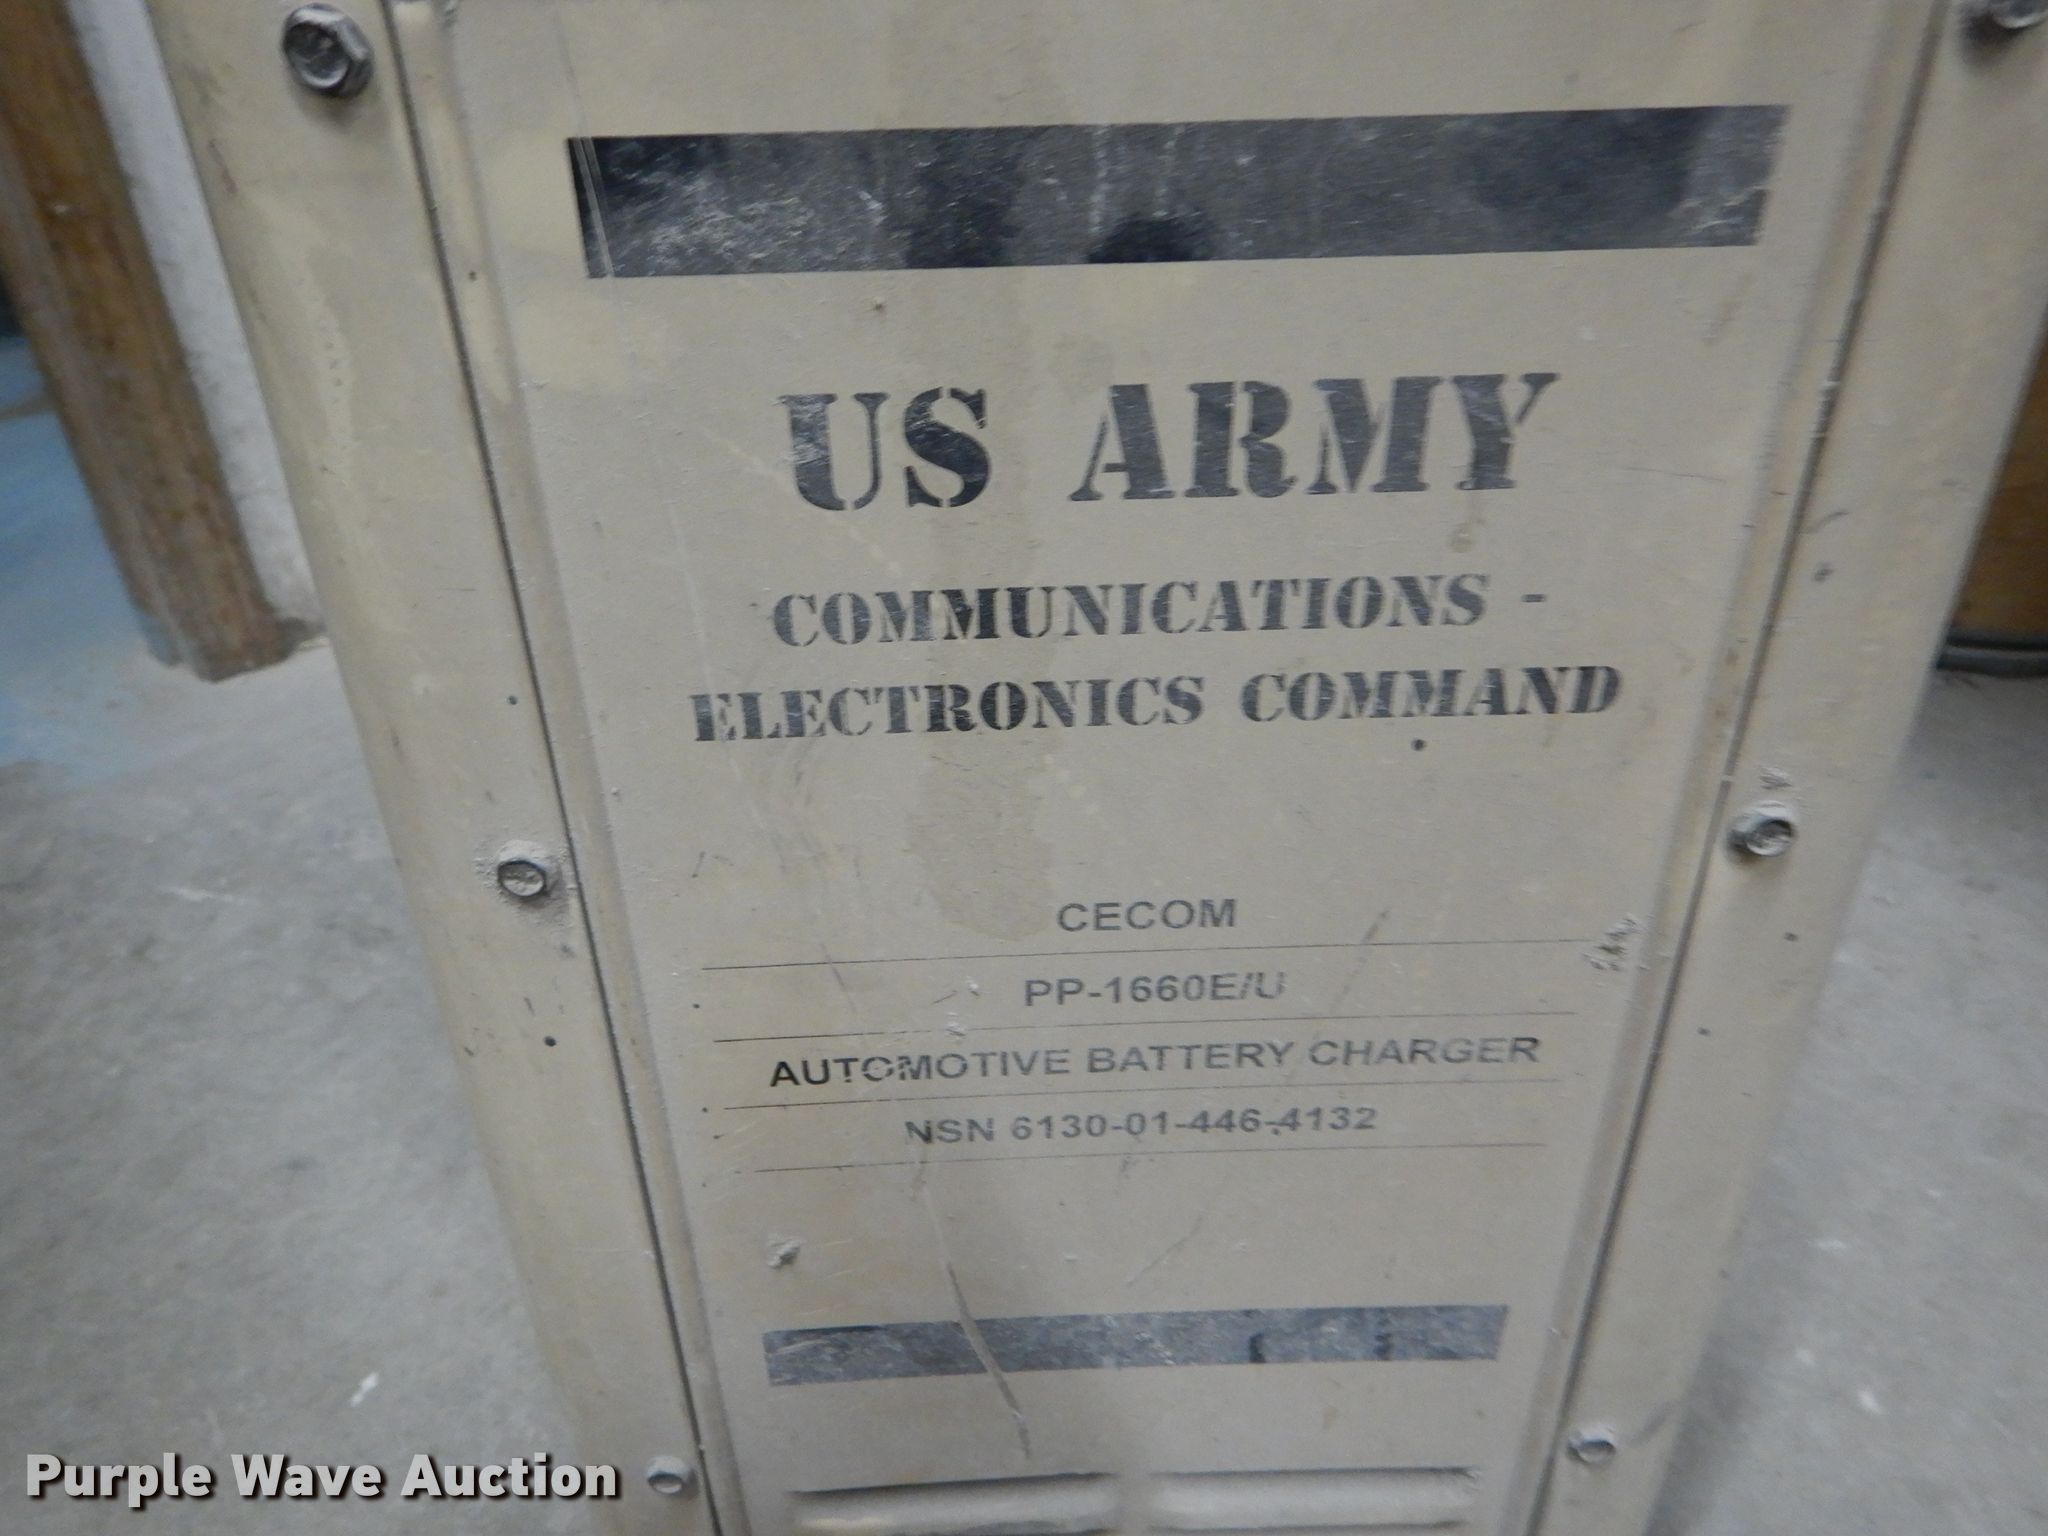 US ARMY
COMMUNICATIONS -
ELECTRONICS COMMAND
CECOM
PP-1660E/U
AUTOMOTIVE BATTERY CHARGER
NSN 6130-01-446-4132
Purple Wave Auction